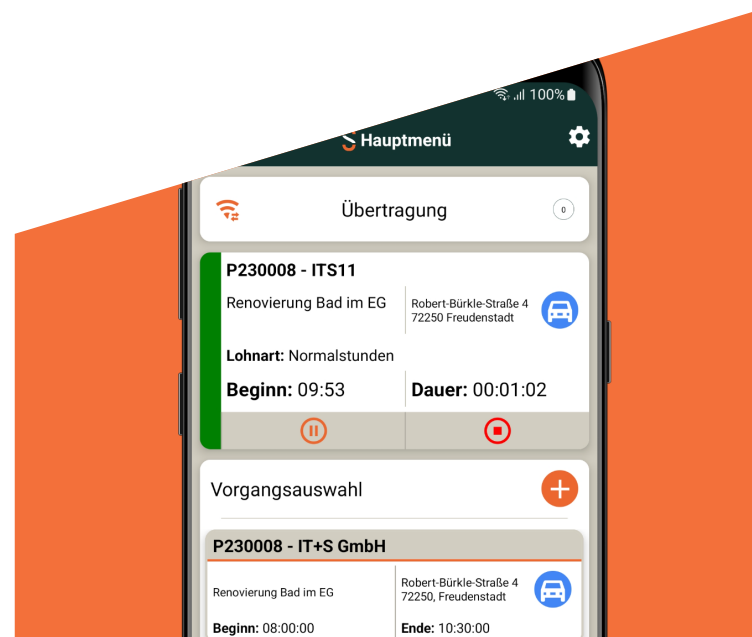 100%
Hauptmenü
Übertragung
0
P230008 - ITS11
Renovierung Bad im EG
Robert-Bürkle-Straße 4
72250 Freudenstadt
Lohnart: Normalstunden
Beginn: 09:53
Dauer: 00:01:02
Vorgangsauswahl
P230008 - IT+S GmbH
Renovierung Bad im EG
Robert-Bürkle-Straße 4
72250, Freudenstadt
Beginn: 08:00:00
Ende: 10:30:00